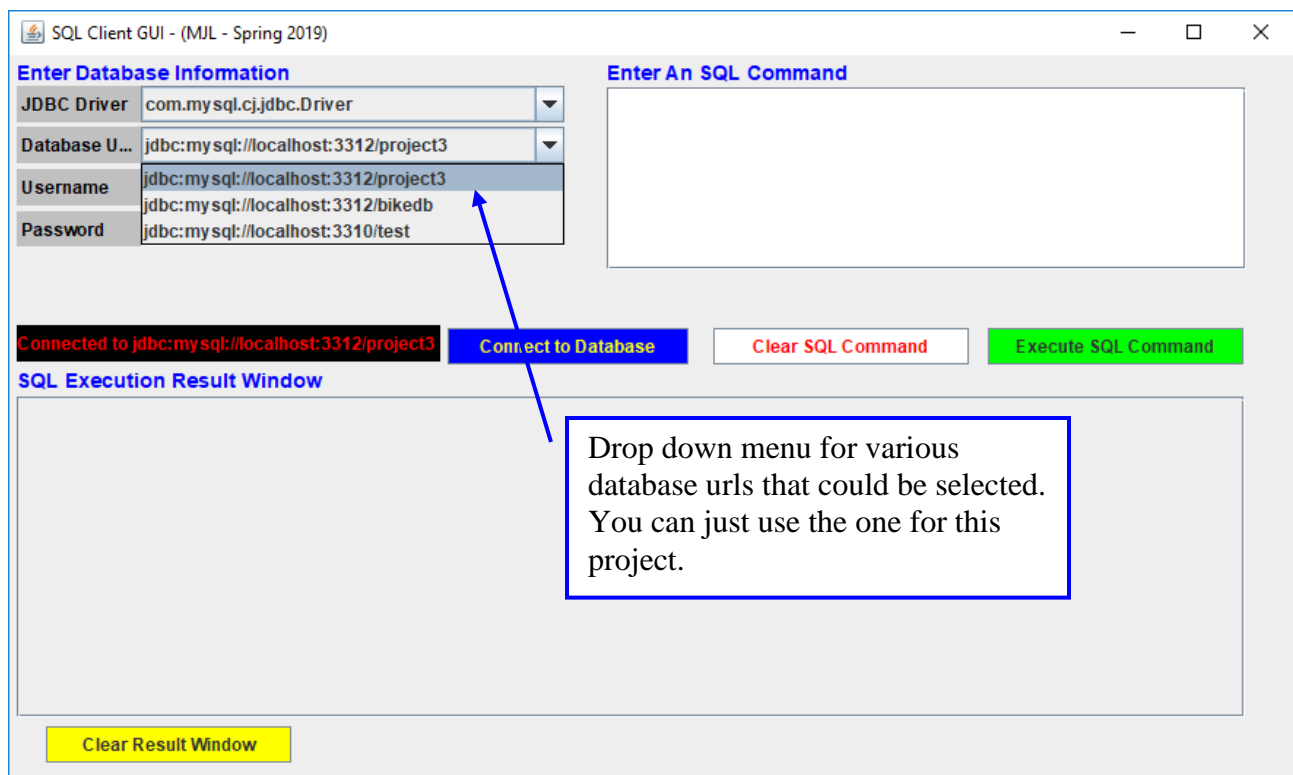 SQL Client GUI - (MJL - Spring 2019)
Enter Database Information
JDBC Driver com.mysql.cj.jdbc.Driver
Database U... jdbc:mysql://localhost:3312/project3
Username
Password
jdbc:mysql://localhost:3312/project3
jdbc:mysql://localhost:3312/bikedb
jdbc:mysql://localhost:3310/test
Enter An SQL Command
Connected to jdbc:mysql://localhost:3312/project3
Connect to Database
Clear SQL Command
Execute SQL Command
SQL Execution Result Window
Drop down menu for various
database urls that could be selected.
You can just use the one for this
project.
Clear Result Window